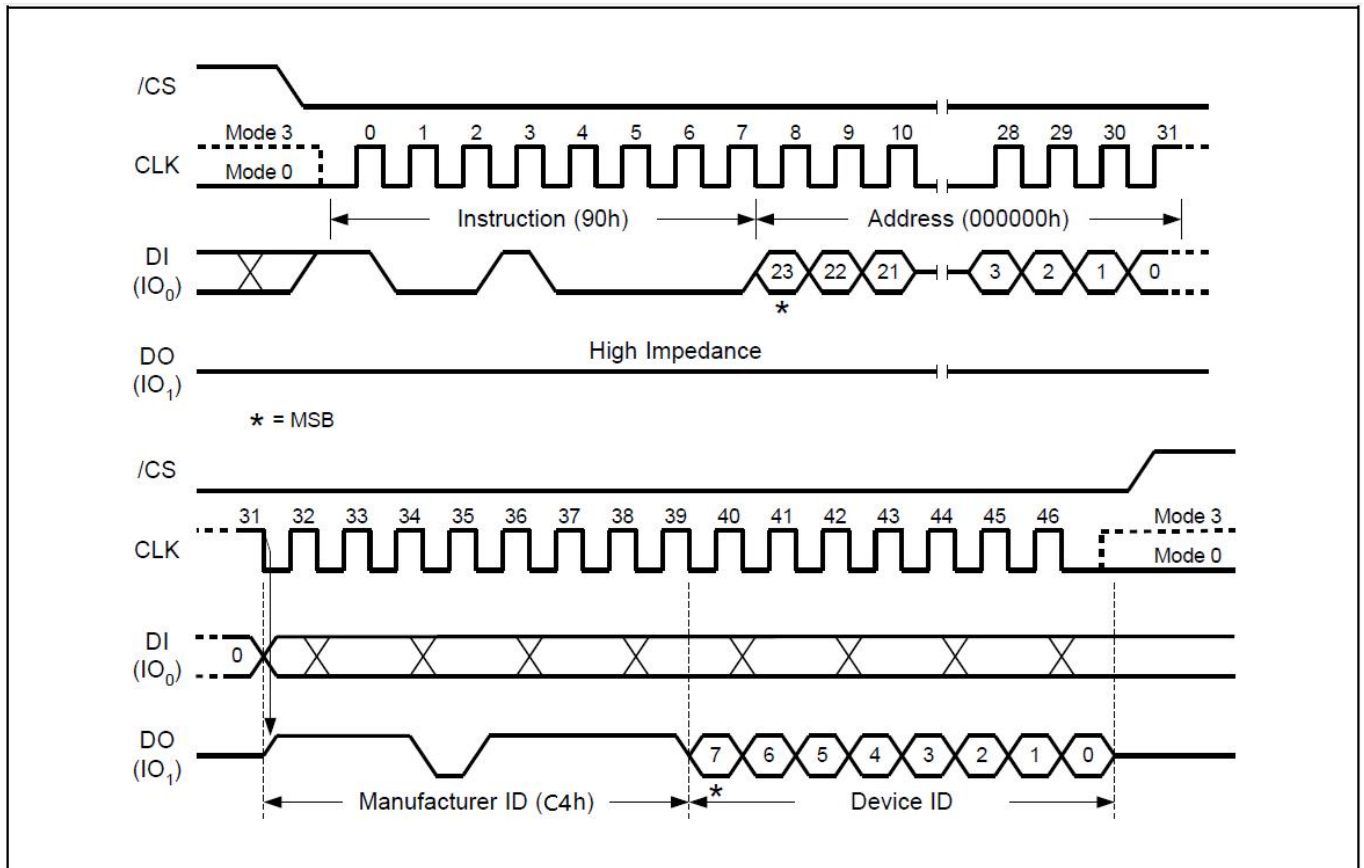 /CS
Mode 3
0 1 2 3 4 5 6 7 8 9 10 28 29 30 31
CLK
Mode 0
Instruction (90h)
Address (000000h)
DI
(IO0)
23 22 21 3 2 1 0
*
DO
(IO1)
High Impedance
* = MSB
/CS
31 32 33 34 35 36 37 38 39 40 41 42 43 44 45 46
Mode 3
CLK
Mode 0
DI
(IO0)
0
DO
(IO1)
7 6 5 4 3 2 1 0
*
Manufacturer ID (C4h)
Device ID